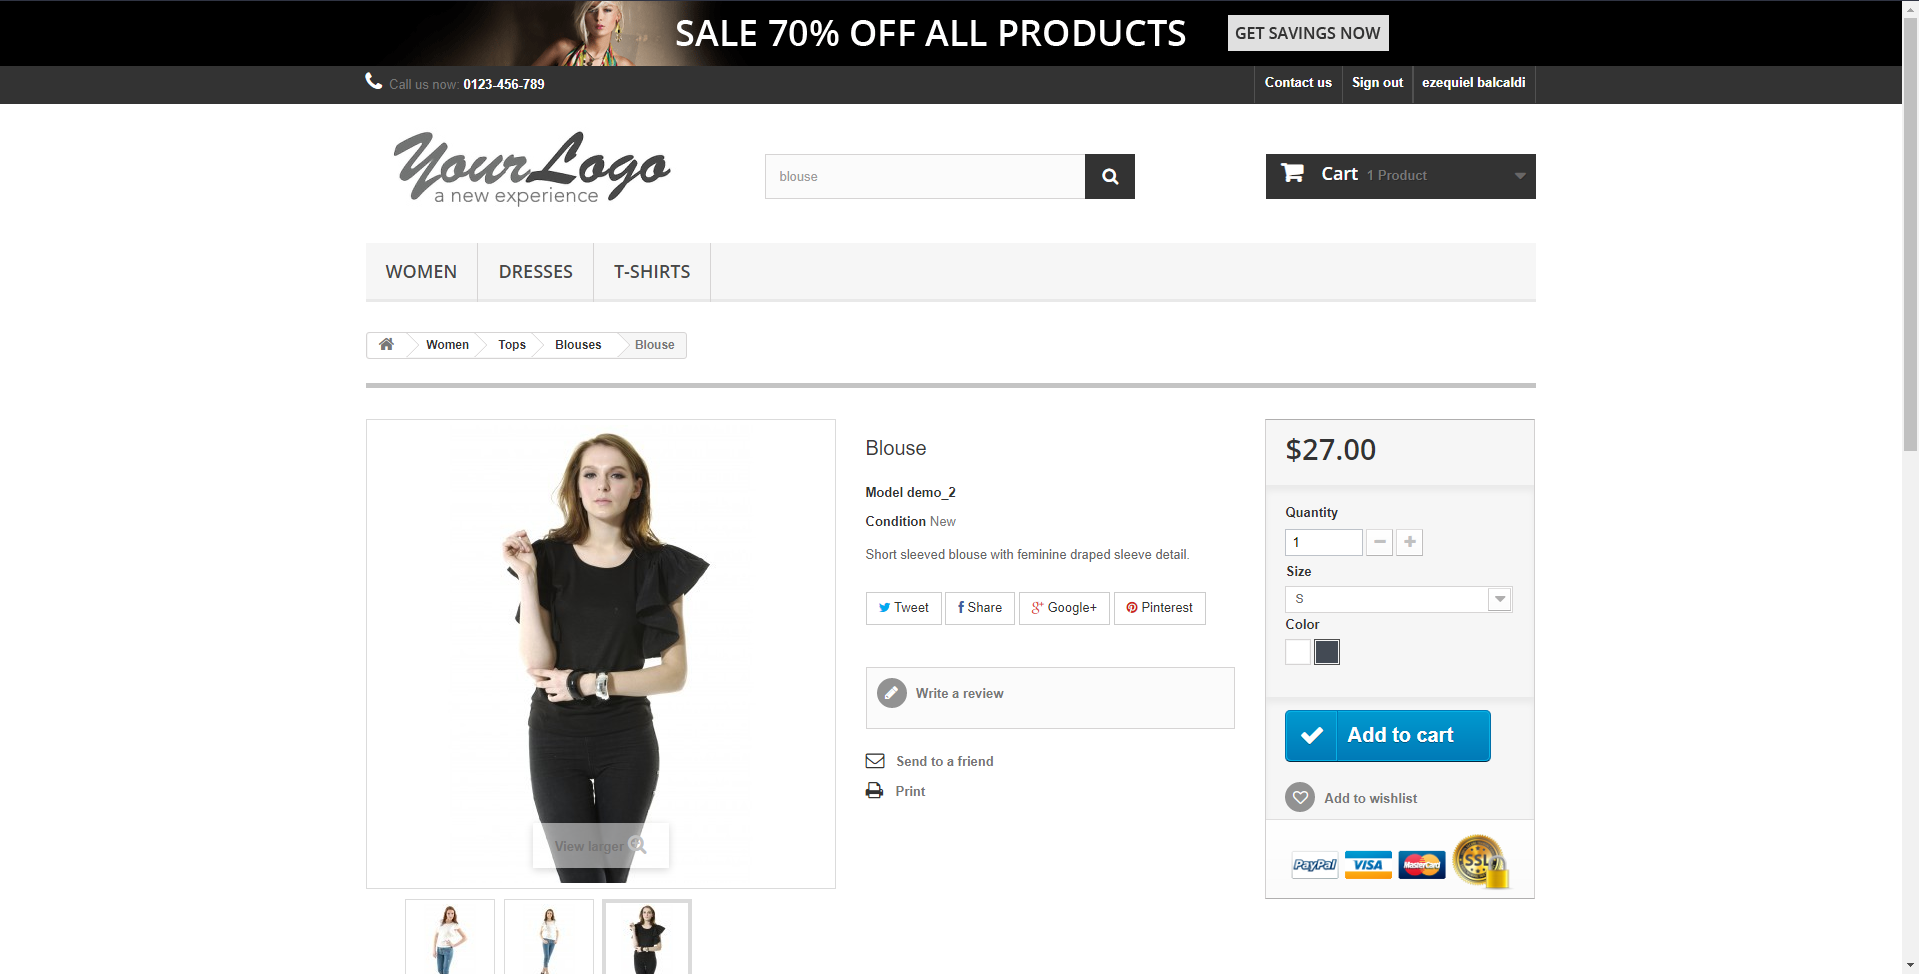 SALE 70% OFF ALL PRODUCTS
GET SAVINGS NOW
Call us now: 0123-456-789
Contact us
Sign out
ezequiel balcaldi
YourLogo
a new experience
blouse
Cart 1 Product
WOMEN
DRESSES
T-SHIRTS
Women
Tops
Blouses
Blouse
View larger
Blouse
Model demo_2
Condition New
Short sleeved blouse with feminine draped sleeve detail.
Tweet
Share
Google+
Pinterest
Write a review
Send to a friend
Print
$27.00
Quantity
1
Size
S
Color
Add to cart
Add to wishlist
PayPal
VISA
MasterCard
SSL